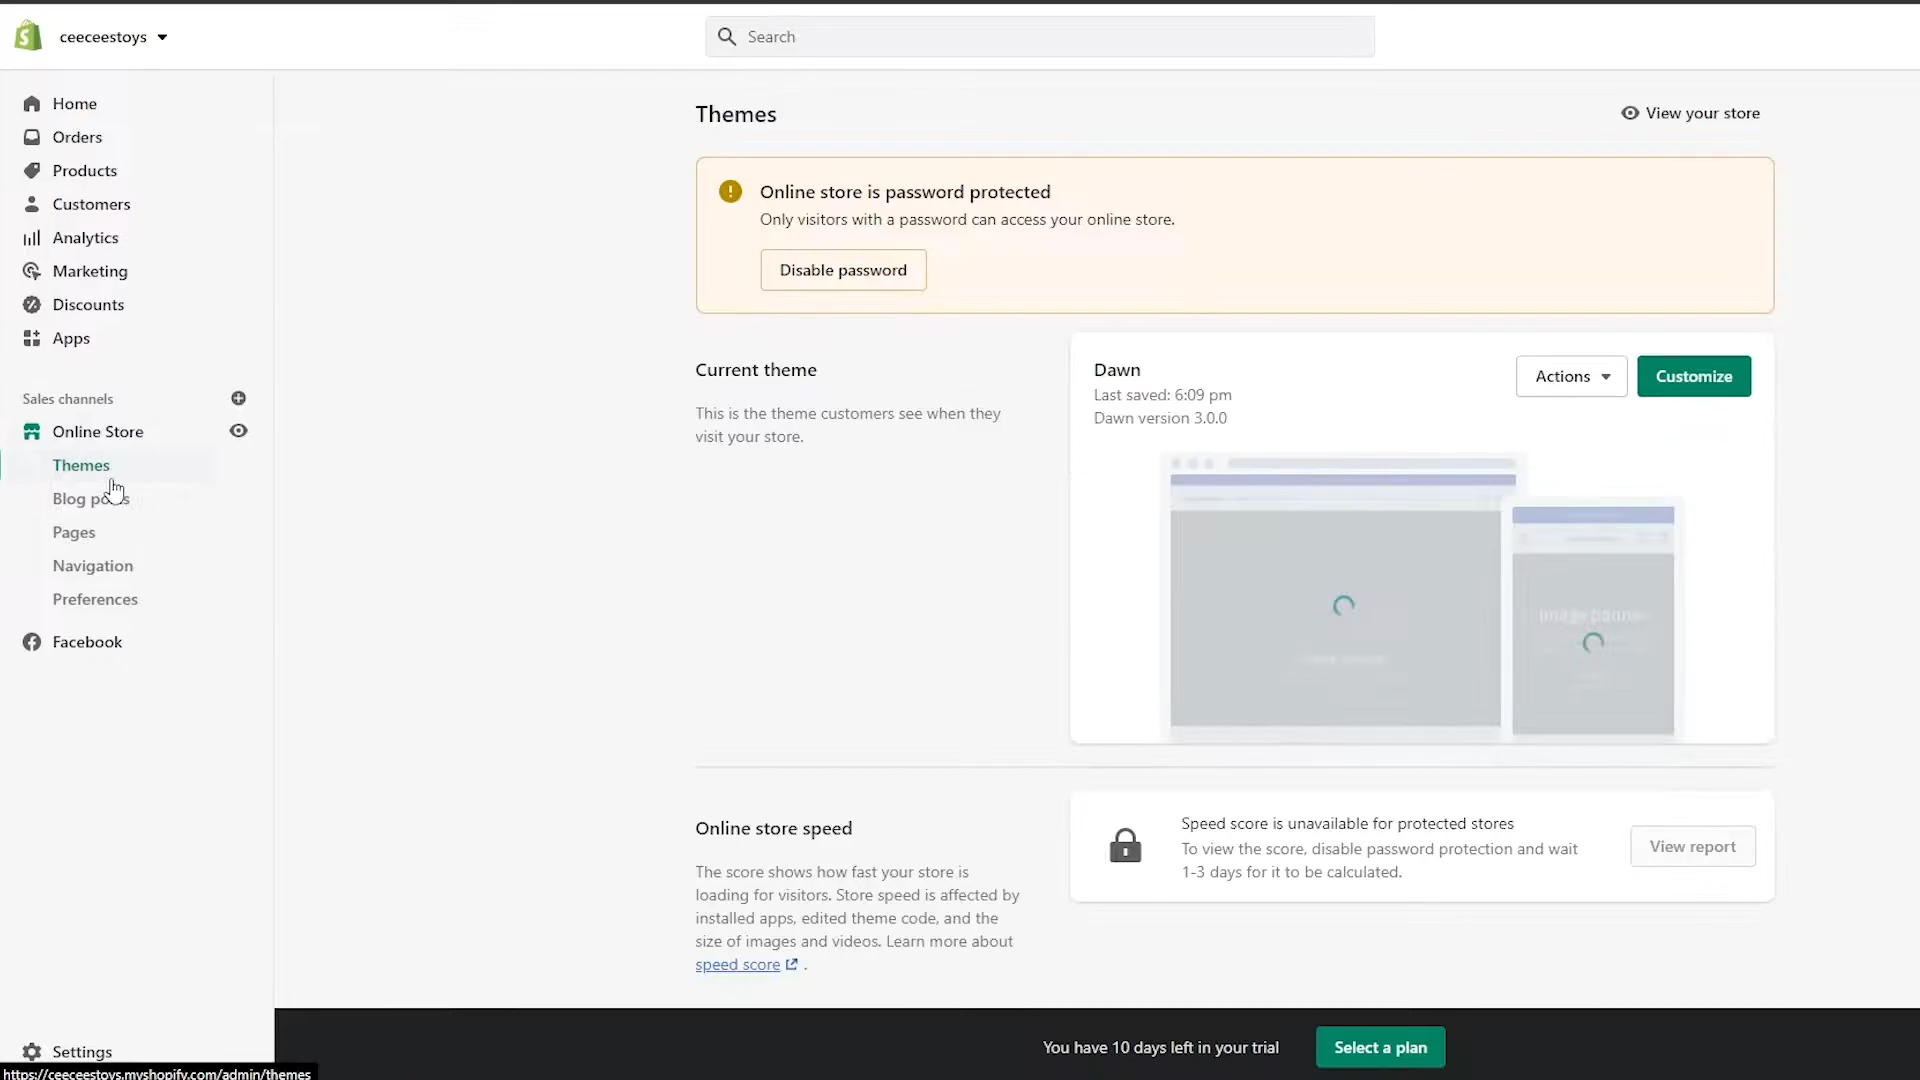 ceeceestoys
Search
Home
Orders
Products
Customers
Analytics
Marketing
Discounts
Apps
Sales channels
Online Store
Themes
Blog
Pages
Navigation
Preferences
Facebook
Settings
https://ceeceestoys.myshopify.com/admin/themes
Themes
View your store
Online store is password protected
Only visitors with a password can access your online store.
Disable password
Current theme
This is the theme customers see when they
visit your store.
Dawn
Last saved: 6:09 pm
Dawn version 3.0.0
Actions
Customize
Image banner
Online store speed
The score shows how fast your store is
loading for visitors. Store speed is affected by
installed apps, edited theme code, and the
size of images and videos. Learn more about
speed score .
Speed score is unavailable for protected stores
To view the score, disable password protection and wait
1-3 days for it to be calculated.
View report
You have 10 days left in your trial
Select a plan